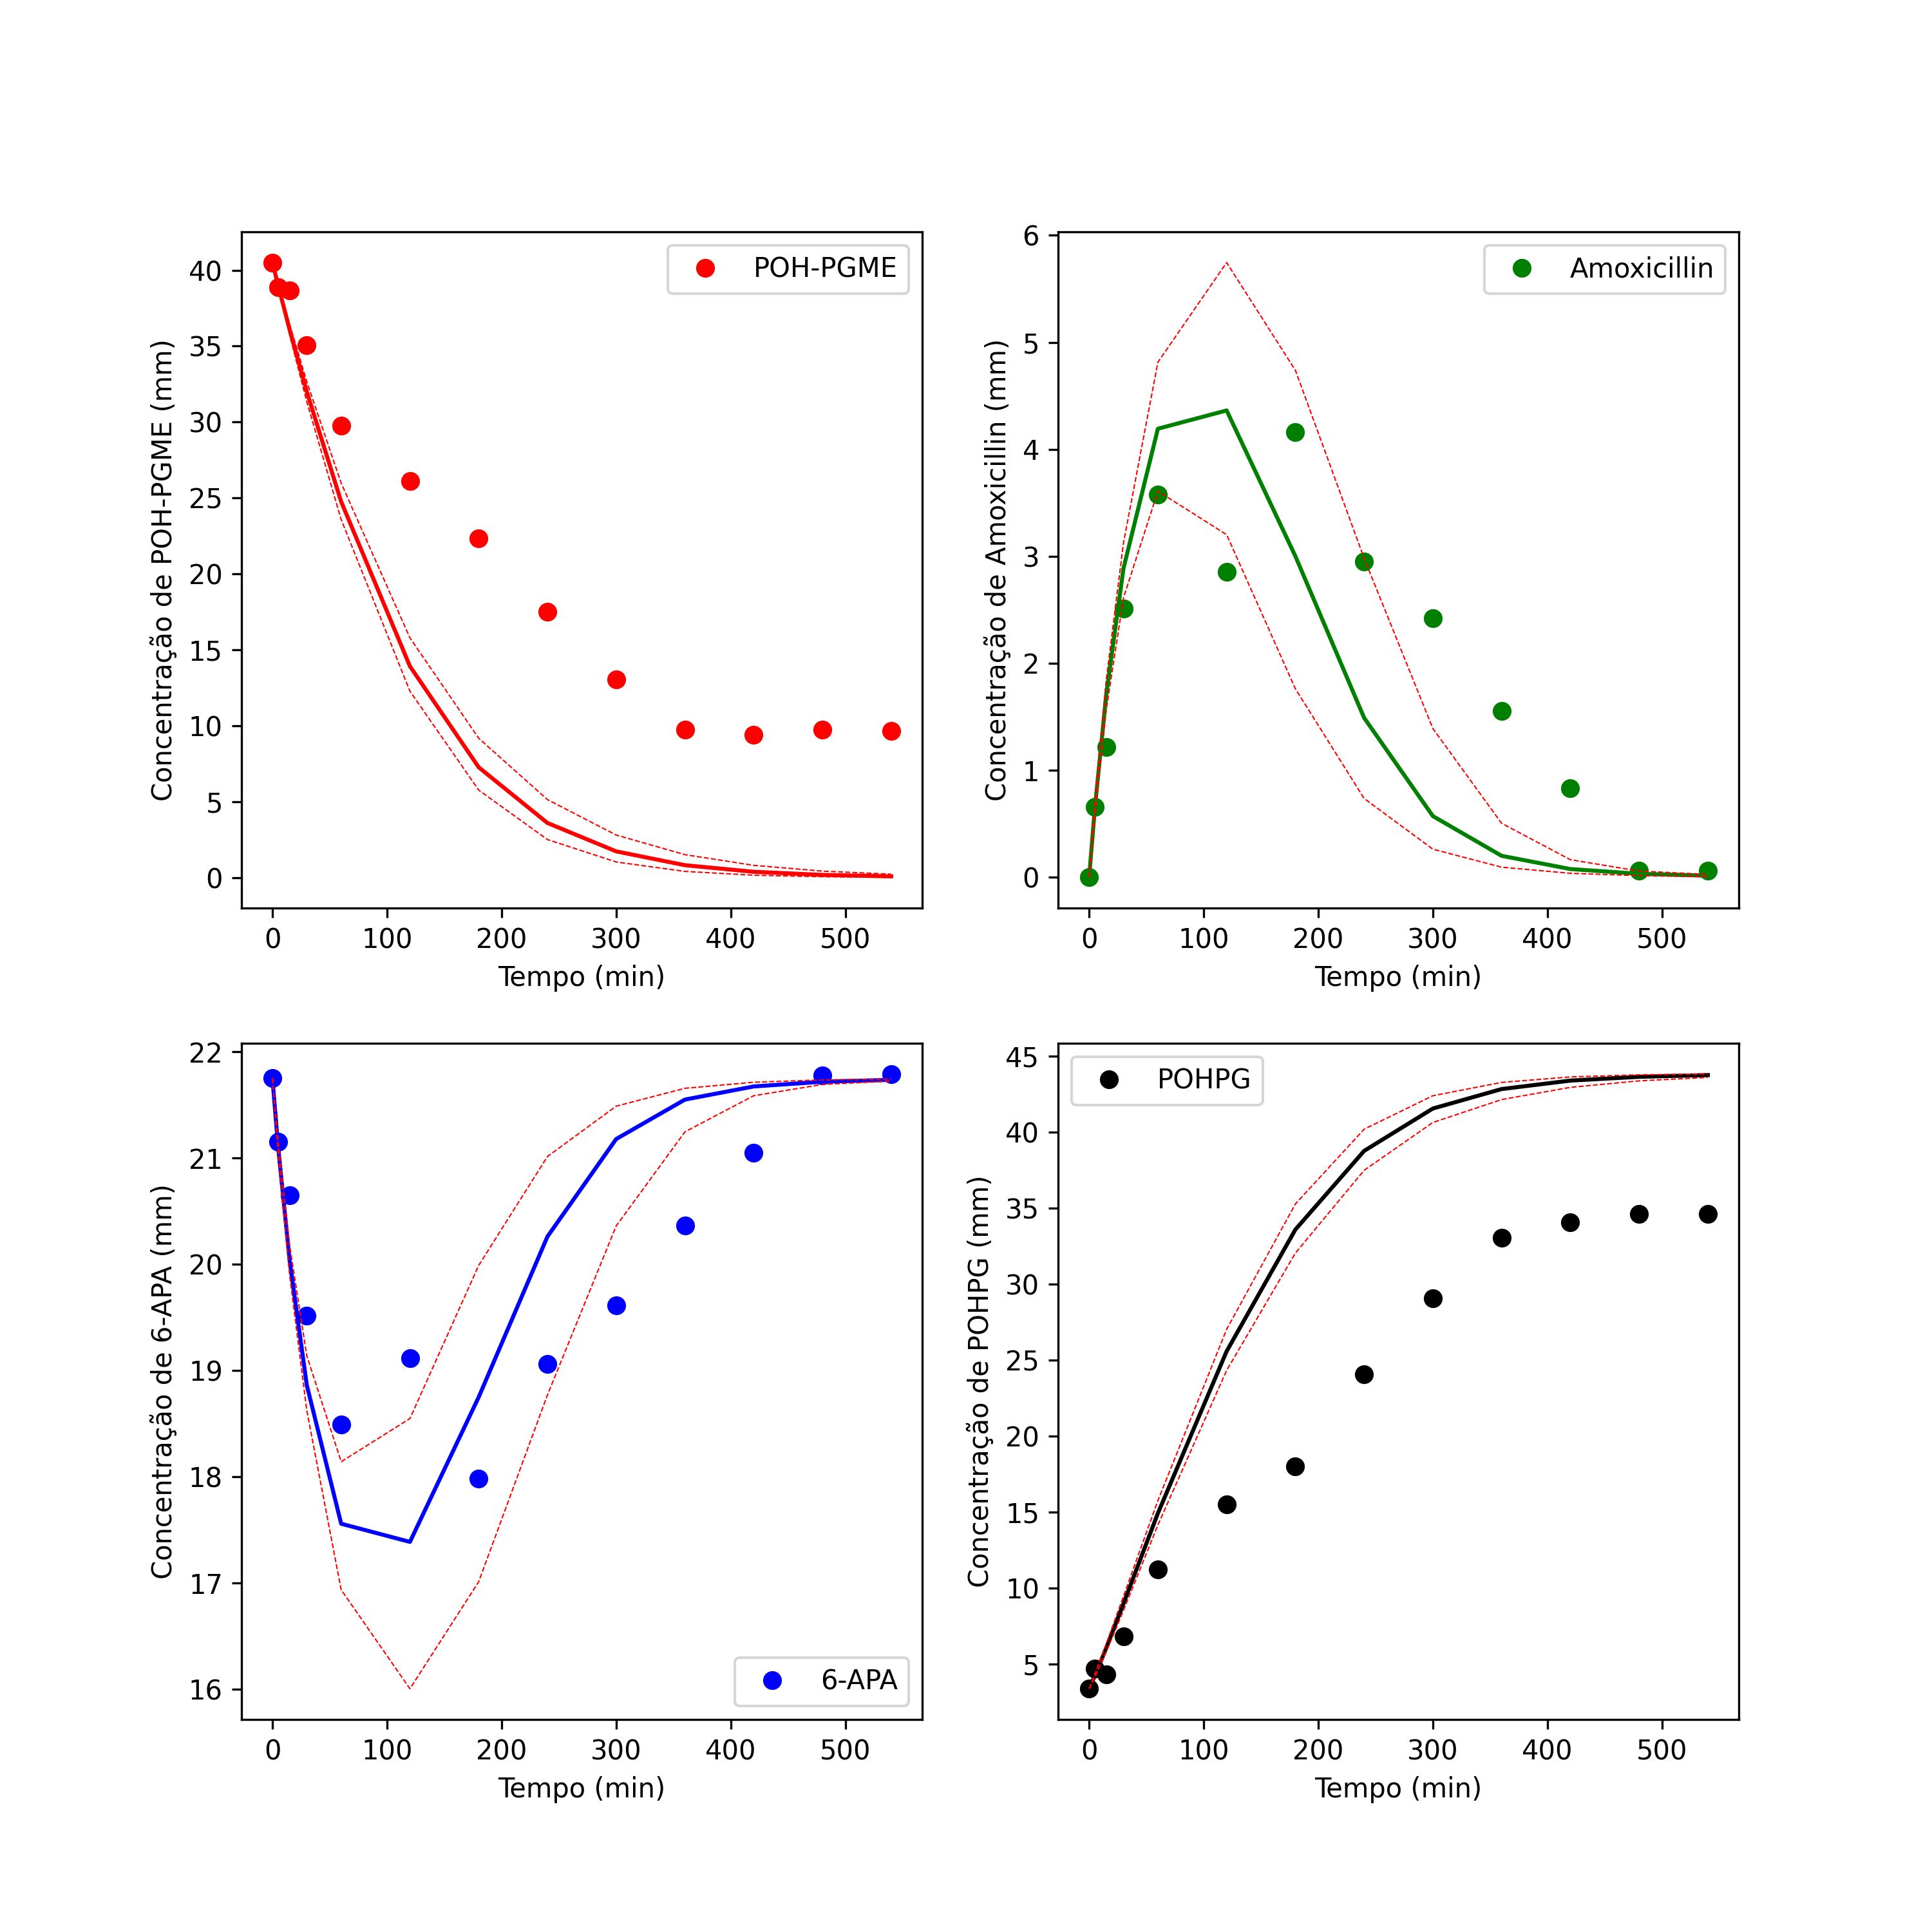 POH-PGME
Concentração de POH-PGME (mm)
40
35
30
25
20
15
10
5
0
0 100 200 300 400 500
Tempo (min)
Amoxicillin
Concentração de Amoxicillin (mm)
6
5
4
3
2
1
0
0 100 200 300 400 500
Tempo (min)
Concentração de 6-APA (mm)
22
21
20
19
18
17
16
6-APA
0 100 200 300 400 500
Tempo (min)
POHPG
Concentração de POHPG (mm)
45
40
35
30
25
20
15
10
5
0 100 200 300 400 500
Tempo (min)